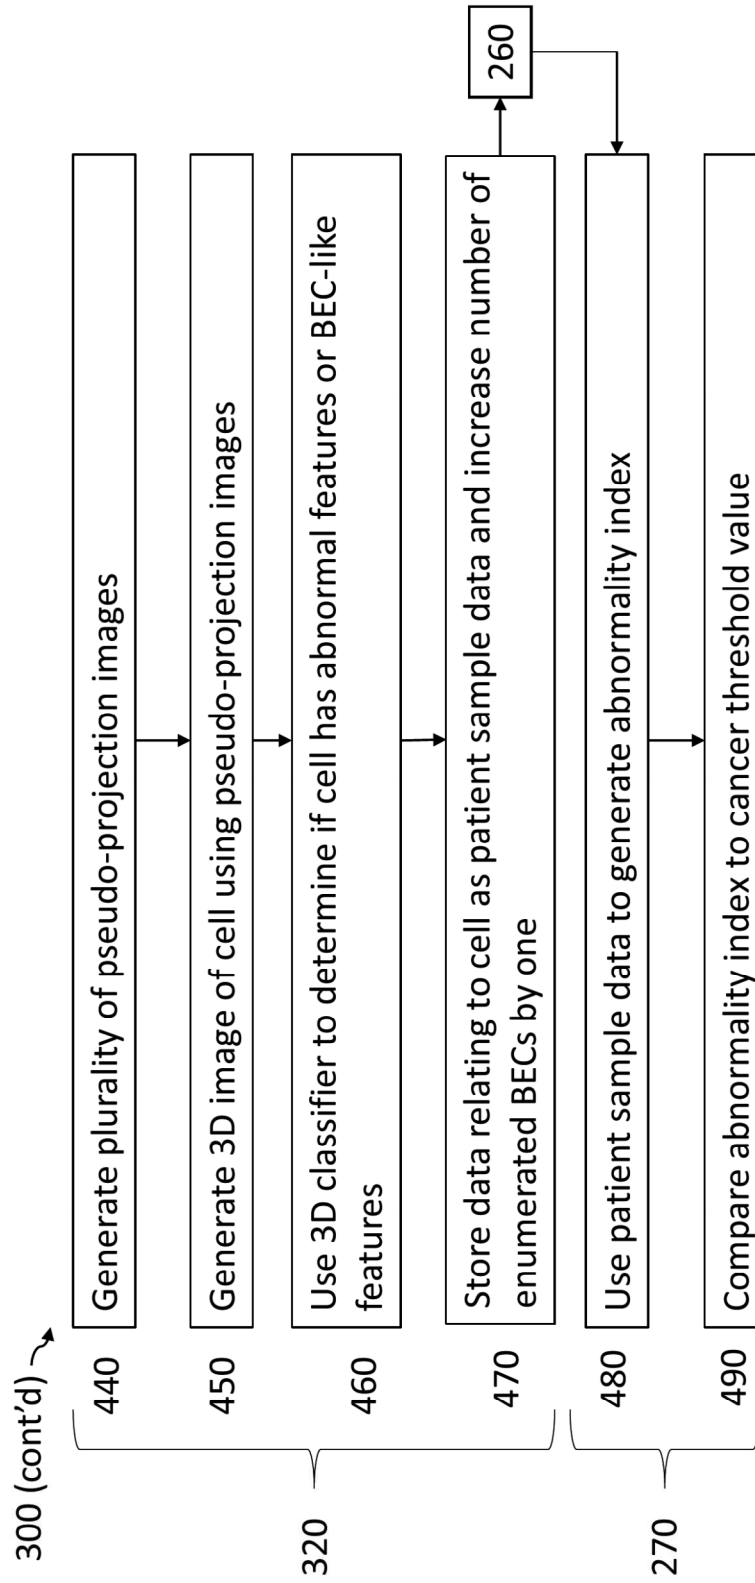 300 (cont’d)
320
440
Generate plurality of pseudo-projection images
450
Generate 3D image of cell using pseudo-projection images
460
Use 3D classifier to determine if cell has abnormal features or BEC-like
features
470
Store data relating to cell as patient sample data and increase number of
enumerated BECs by one
260
270
480
Use patient sample data to generate abnormality index
490
Compare abnormality index to cancer threshold value